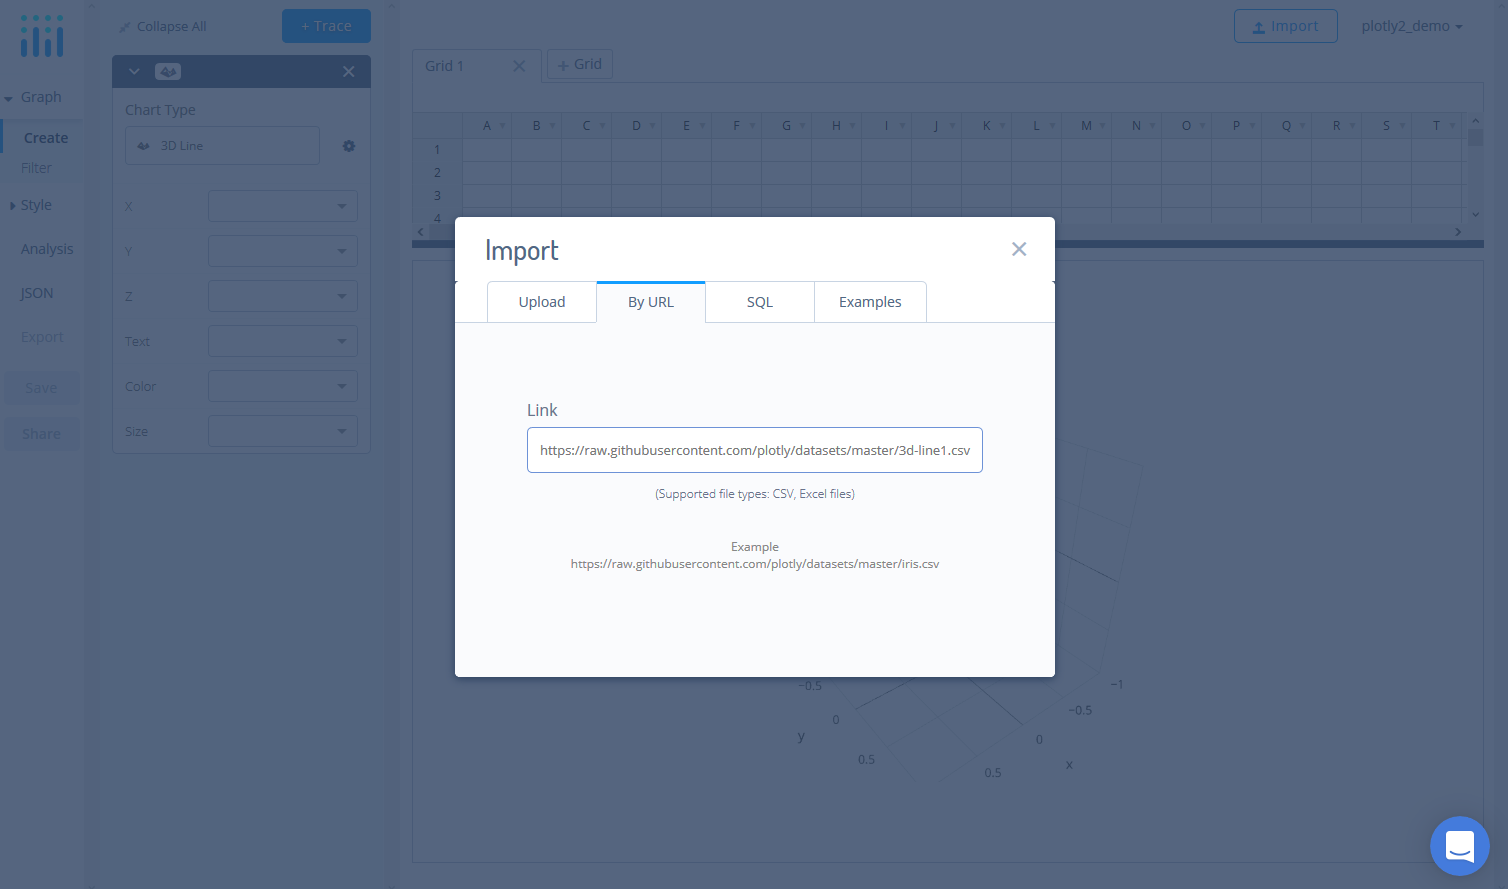 Collapse All
+ Trace
Import
plotly2_demo
Graph
Create
Filter
Style
Analysis
JSON
Export
Save
Share
Chart Type
3D Line
X
Y
Z
Text
Color
Size
Grid 1
+ Grid
A B C D E F G H I J K L M N O P Q R S T
1
2
3
4
Import
Upload By URL SQL Examples
Link
https://raw.githubusercontent.com/plotly/datasets/master/3d-line1.csv
(Supported file types: CSV, Excel files)
Example
https://raw.githubusercontent.com/plotly/datasets/master/iris.csv
−0.5
0
0.5
y
−1
−0.5
0
0.5
x